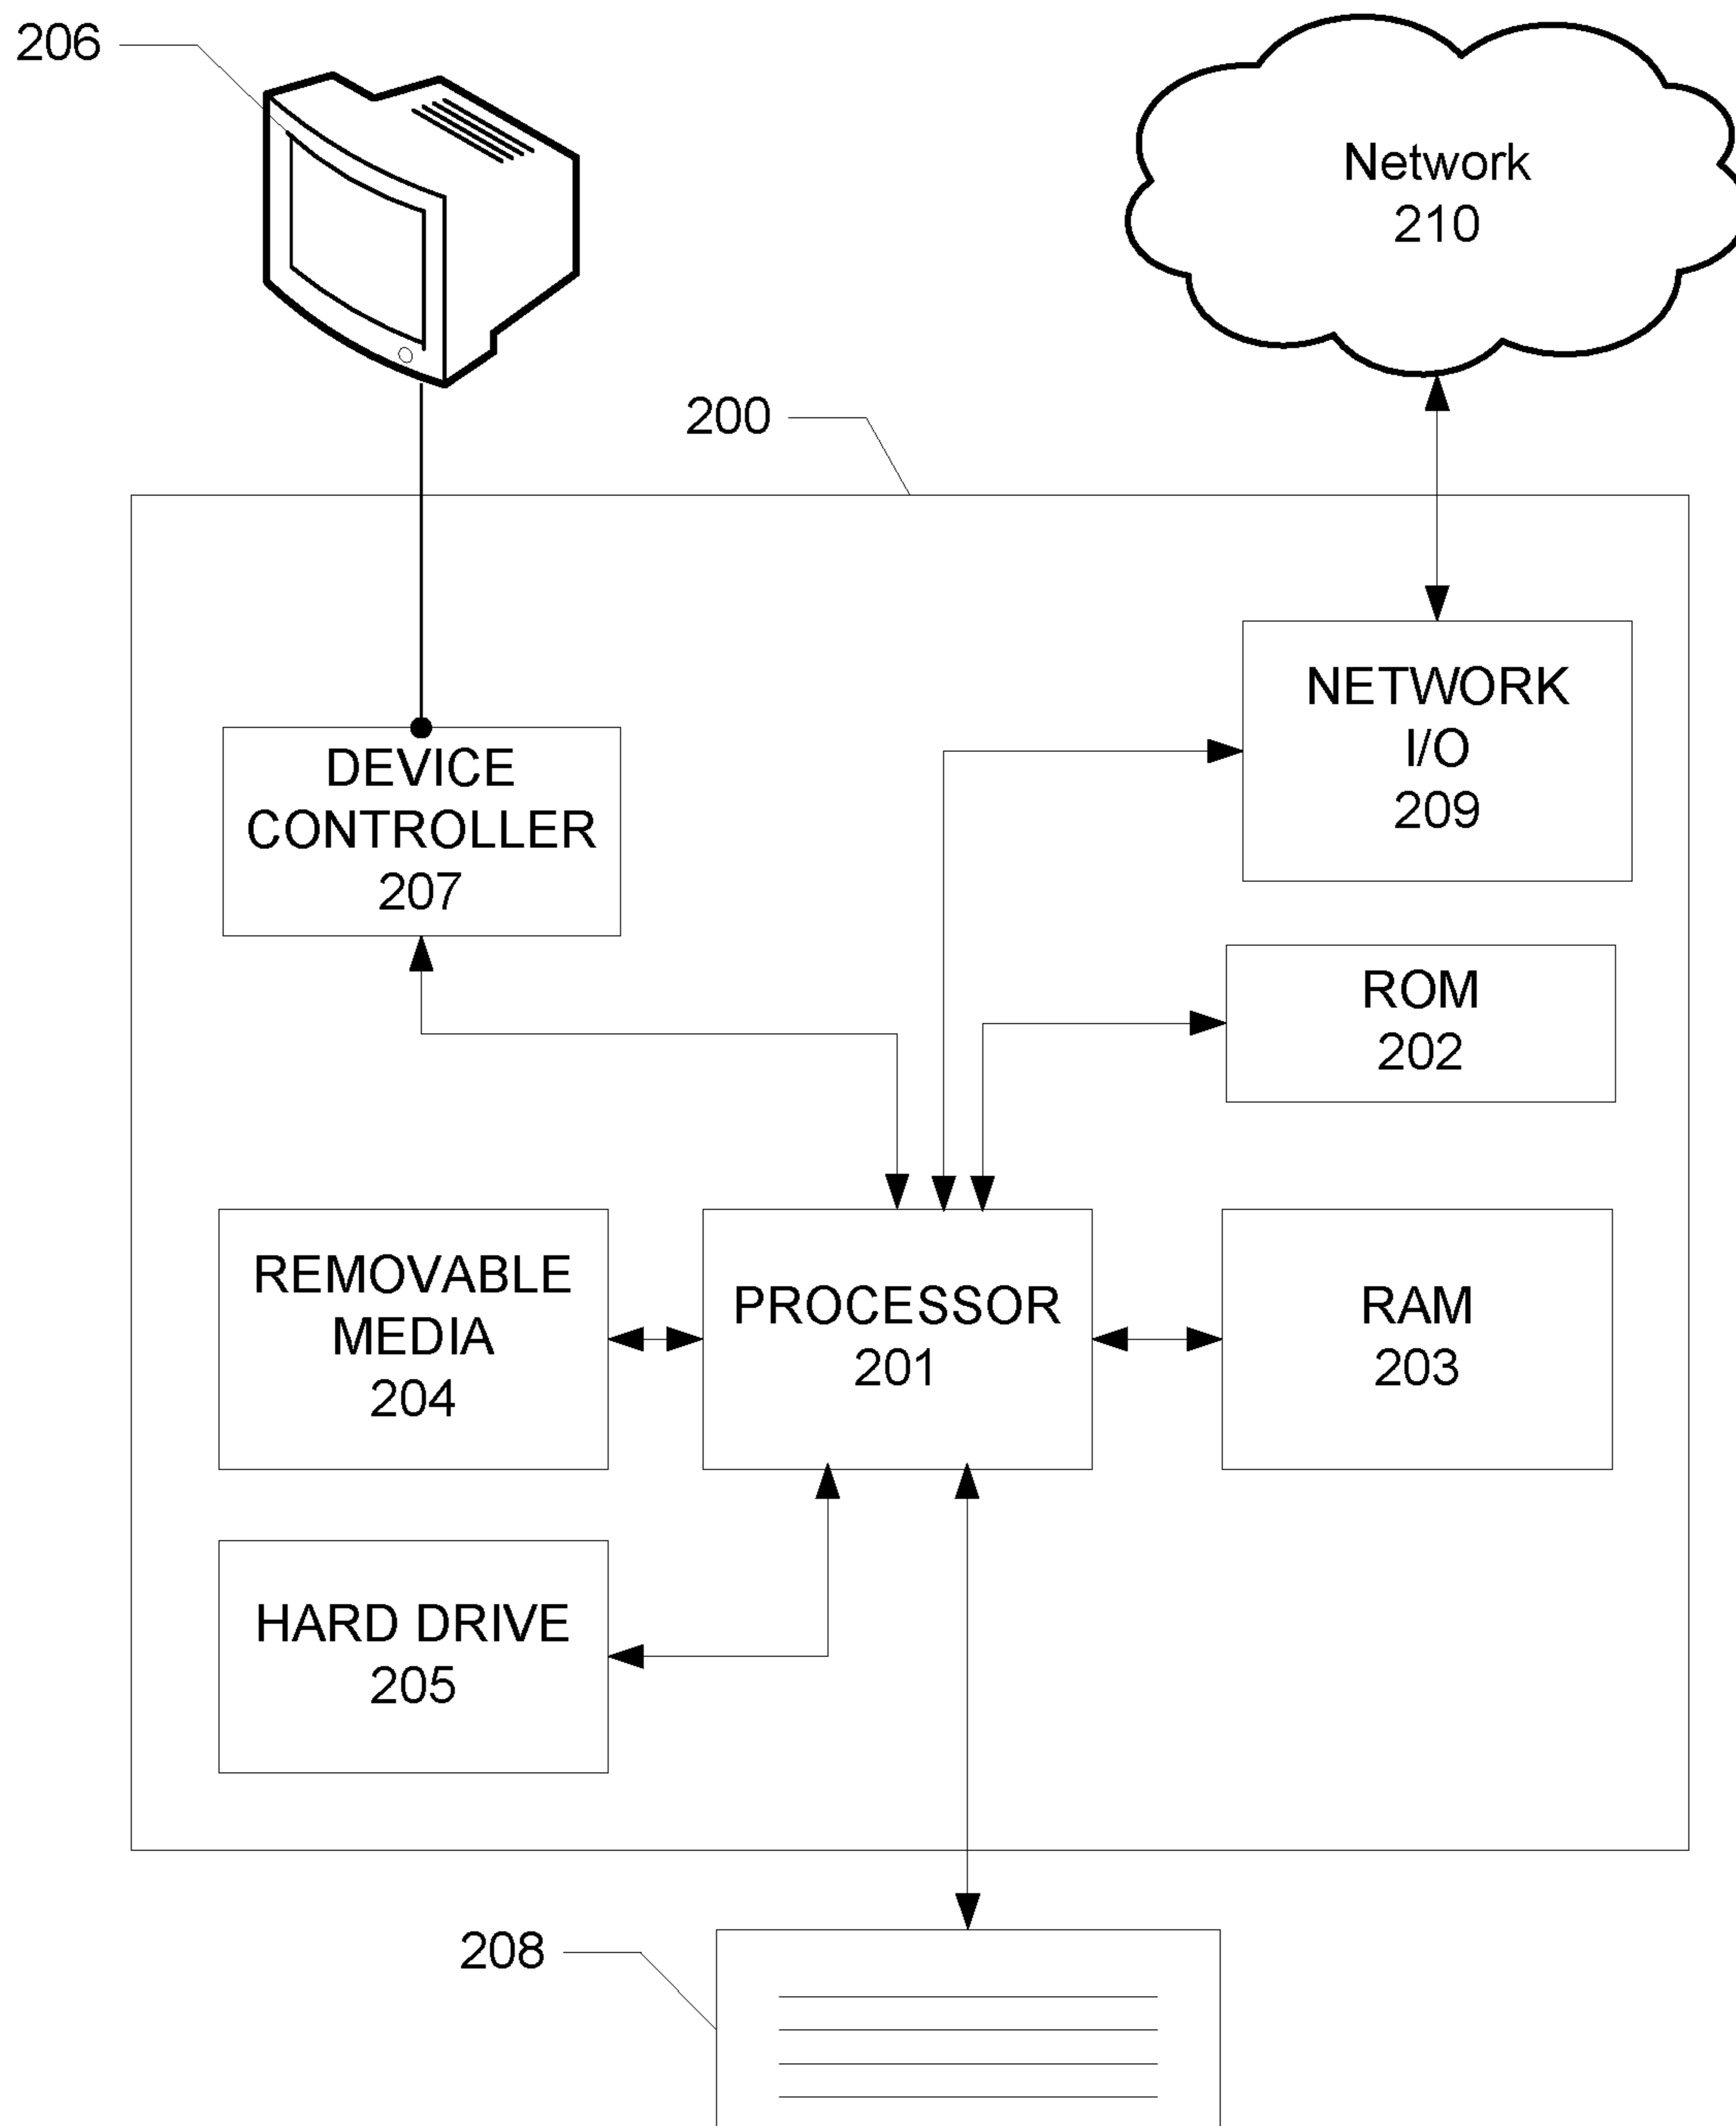 206
Network
210
200
NETWORK
I/O
209
DEVICE
CONTROLLER
207
ROM
202
REMOVABLE
MEDIA
204
PROCESSOR
201
RAM
203
HARD DRIVE
205
208